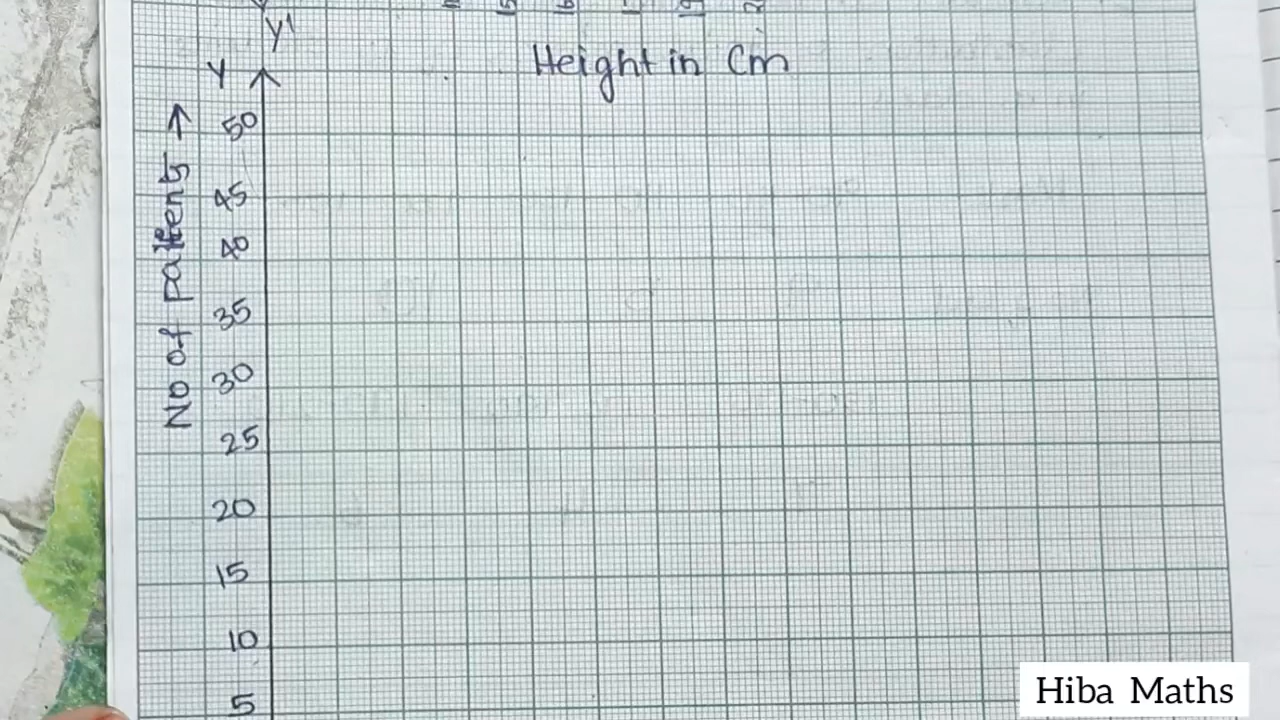 Y'
Height in Cm
Y
No of patients →
50
45
40
35
30
25
20
15
10
5
Hiba Maths